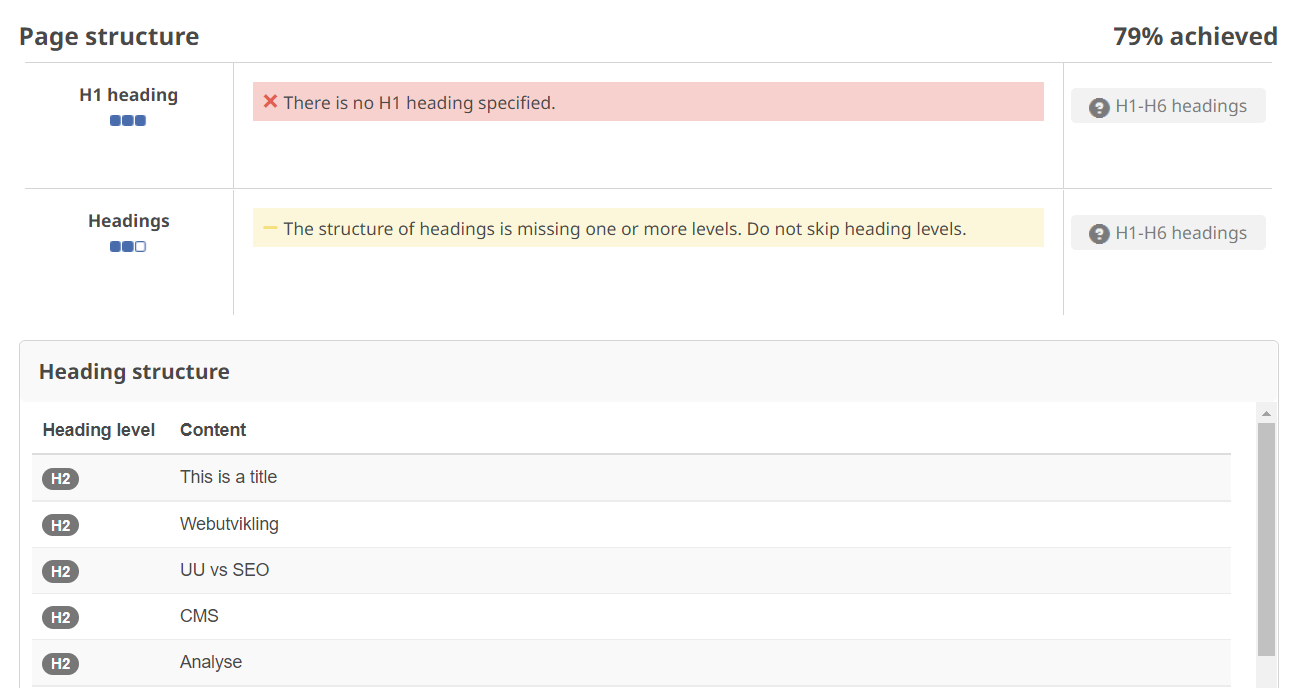 Page structure
79% achieved
H1 heading
There is no H1 heading specified.
H1-H6 headings
Headings
The structure of headings is missing one or more levels. Do not skip heading levels.
H1-H6 headings
Heading structure
Heading level Content
H2 This is a title
H2 Webutvikling
H2 UU vs SEO
H2 CMS
H2 Analyse